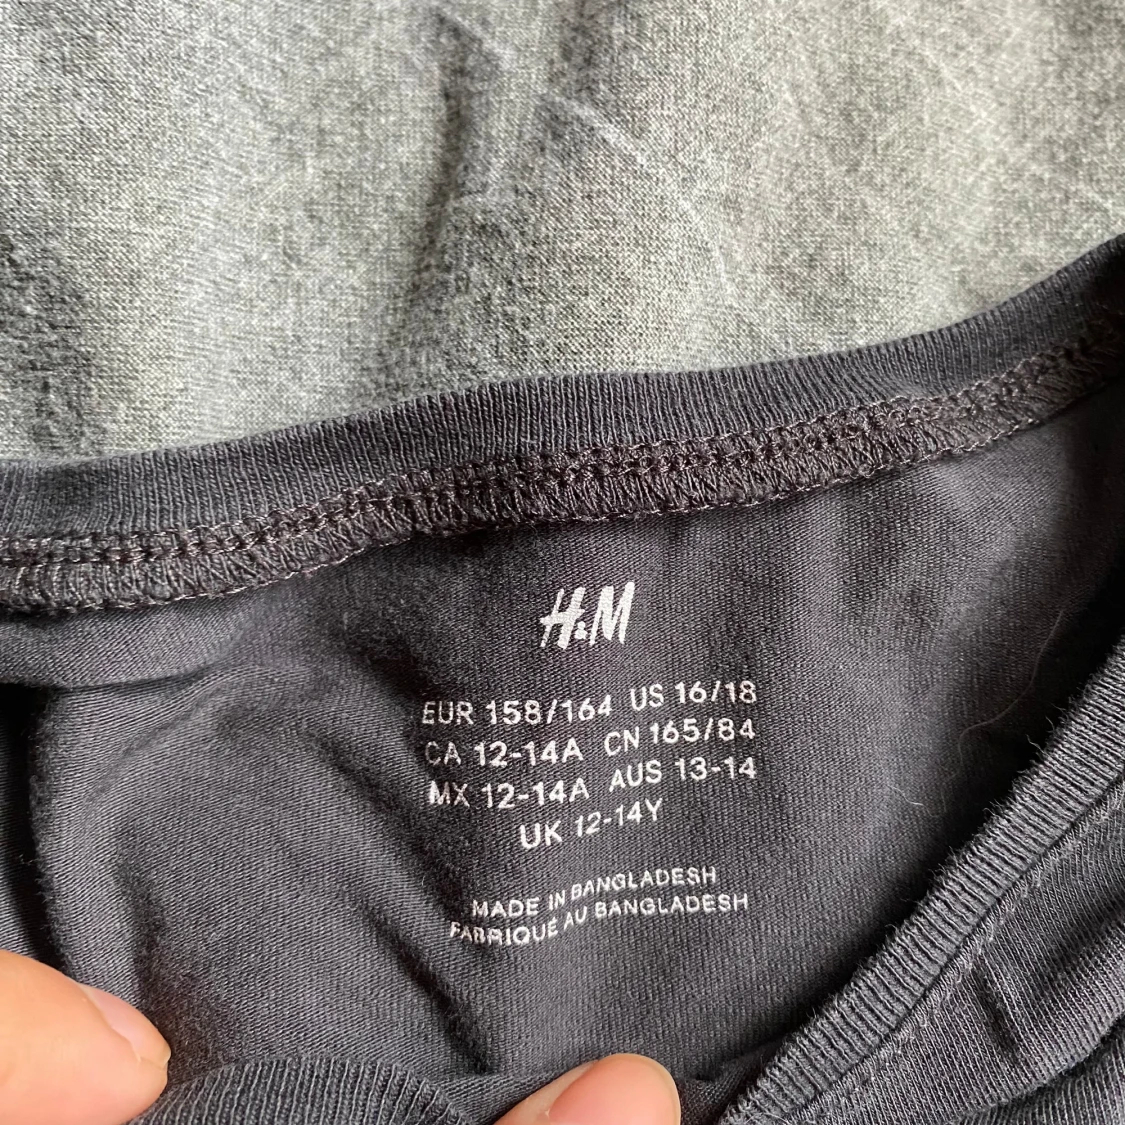 H&M
EUR 158/164 US 16/18
CA 12-14A CN 165/84
MX 12-14A AUS 13-14
UK 12-14Y
MADE IN BANGLADESH
FABRIQUÉ AU BANGLADESH